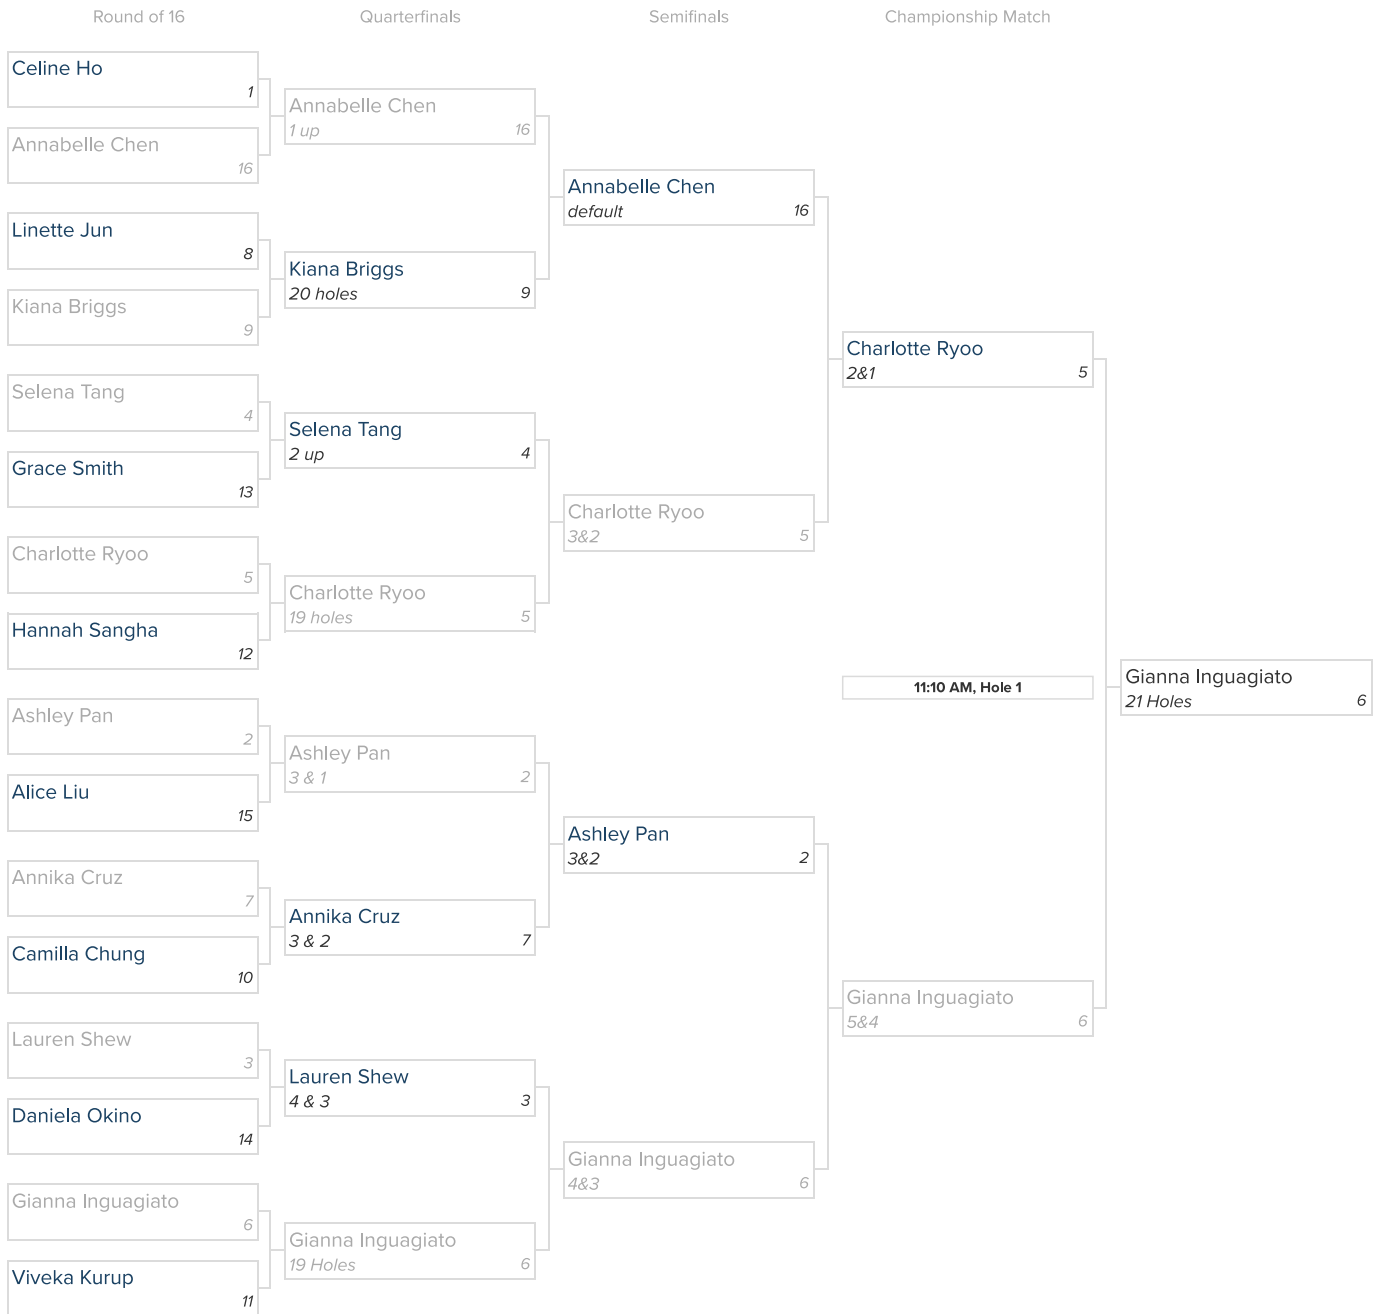 Round of 16
Quarterfinals
Semifinals
Championship Match
Celine Ho
1
Annabelle Chen
16
Linette Jun
8
Kiana Briggs
9
Selena Tang
4
Grace Smith
13
Charlotte Ryoo
5
Hannah Sangha
12
Ashley Pan
2
Alice Liu
15
Annika Cruz
7
Camilla Chung
10
Lauren Shew
3
Daniela Okino
14
Gianna Inguagiato
6
Viveka Kurup
11
Annabelle Chen
1 up 16
Kiana Briggs
20 holes 9
Selena Tang
2 up 4
Charlotte Ryoo
19 holes 5
Ashley Pan
3 & 1 2
Annika Cruz
3 & 2 7
Lauren Shew
4 & 3 3
Gianna Inguagiato
19 Holes 6
Annabelle Chen
default 16
Charlotte Ryoo
3&2 5
Ashley Pan
3&2 2
Gianna Inguagiato
4&3 6
Charlotte Ryoo
2&1 5
11:10 AM, Hole 1
Gianna Inguagiato
5&4 6
Gianna Inguagiato
21 Holes 6